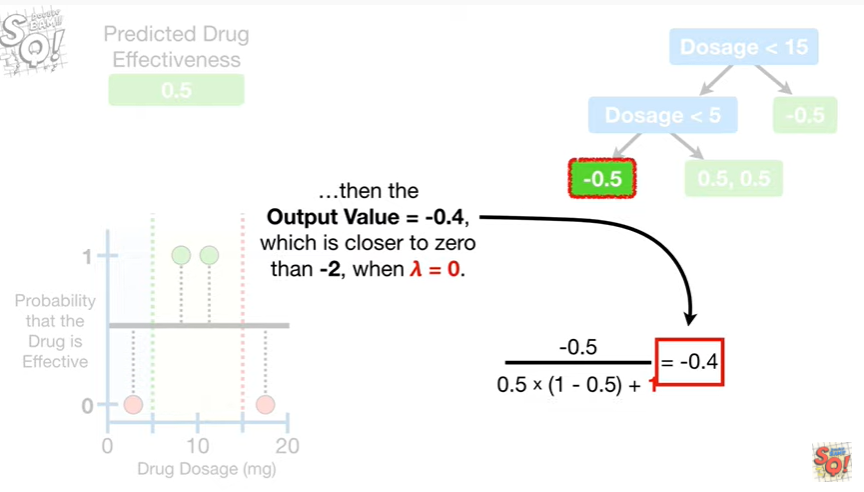 Predicted Drug
Effectiveness
0.5
Dosage < 15
Dosage < 5
-0.5
-0.5
0.5, 0.5
…then the
Output Value = -0.4,
which is closer to zero
than -2, when λ = 0.
-0.5
0.5 × (1 - 0.5) + 1
= -0.4
1
Probability
that the
Drug is
Effective
0
0
10
20
Drug Dosage (mg)